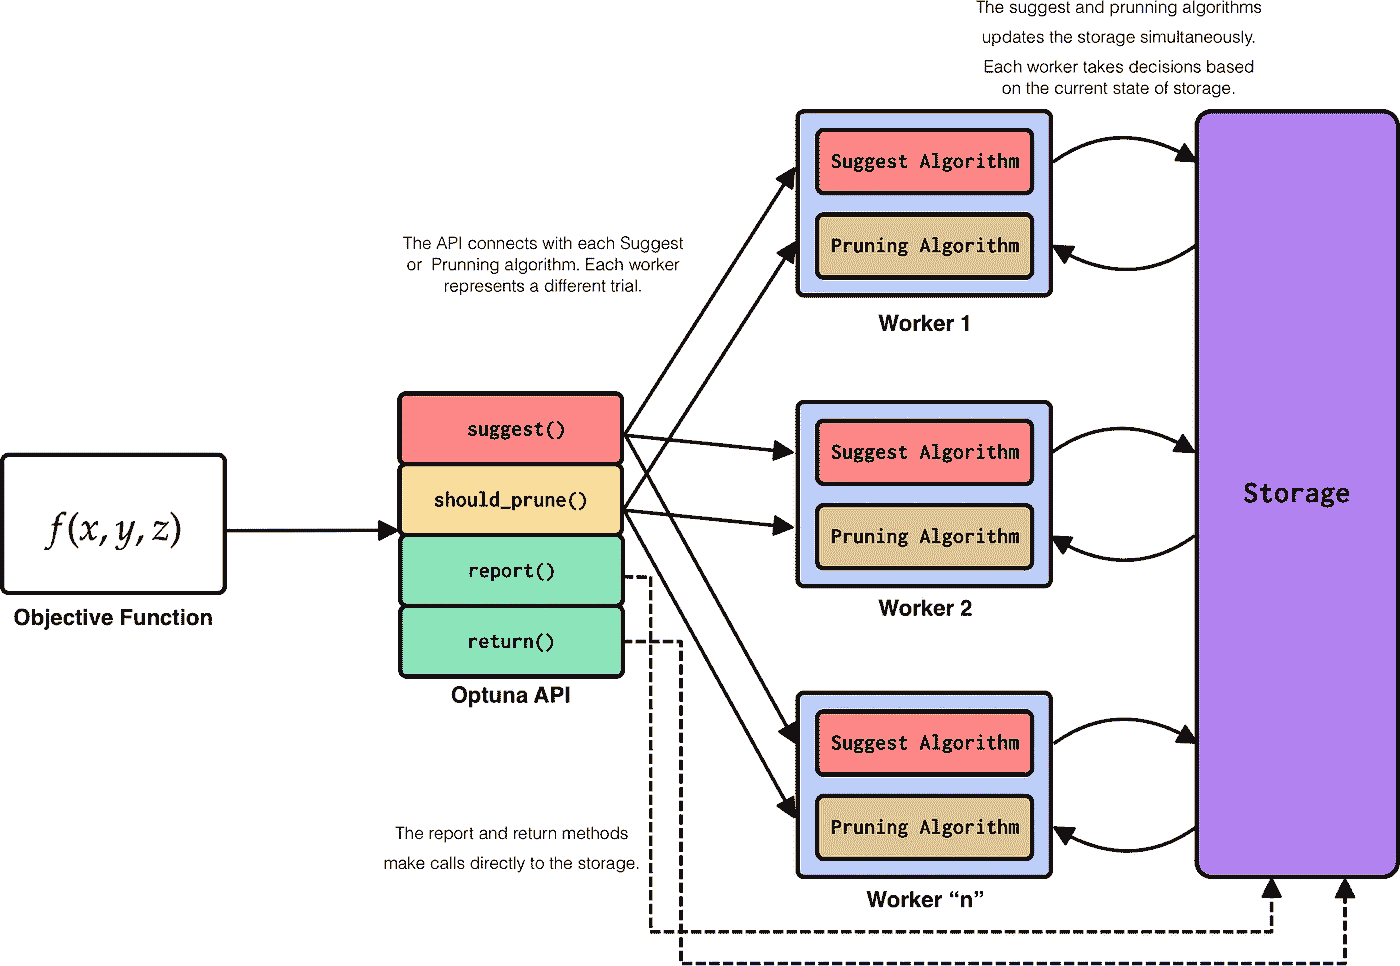 The suggest and prunning algorithms
updates the storage simultaneously.
Each worker takes decisions based
on the current state of storage.
Suggest Algorithm
Pruning Algorithm
Worker 1
The API connects with each Suggest
or Prunning algorithm. Each worker
represents a different trial.
suggest()
should_prune()
report()
return()
Optuna API
f(x, y, z)
Objective Function
Suggest Algorithm
Pruning Algorithm
Worker 2
Storage
Suggest Algorithm
Pruning Algorithm
Worker “n”
The report and return methods
make calls directly to the storage.